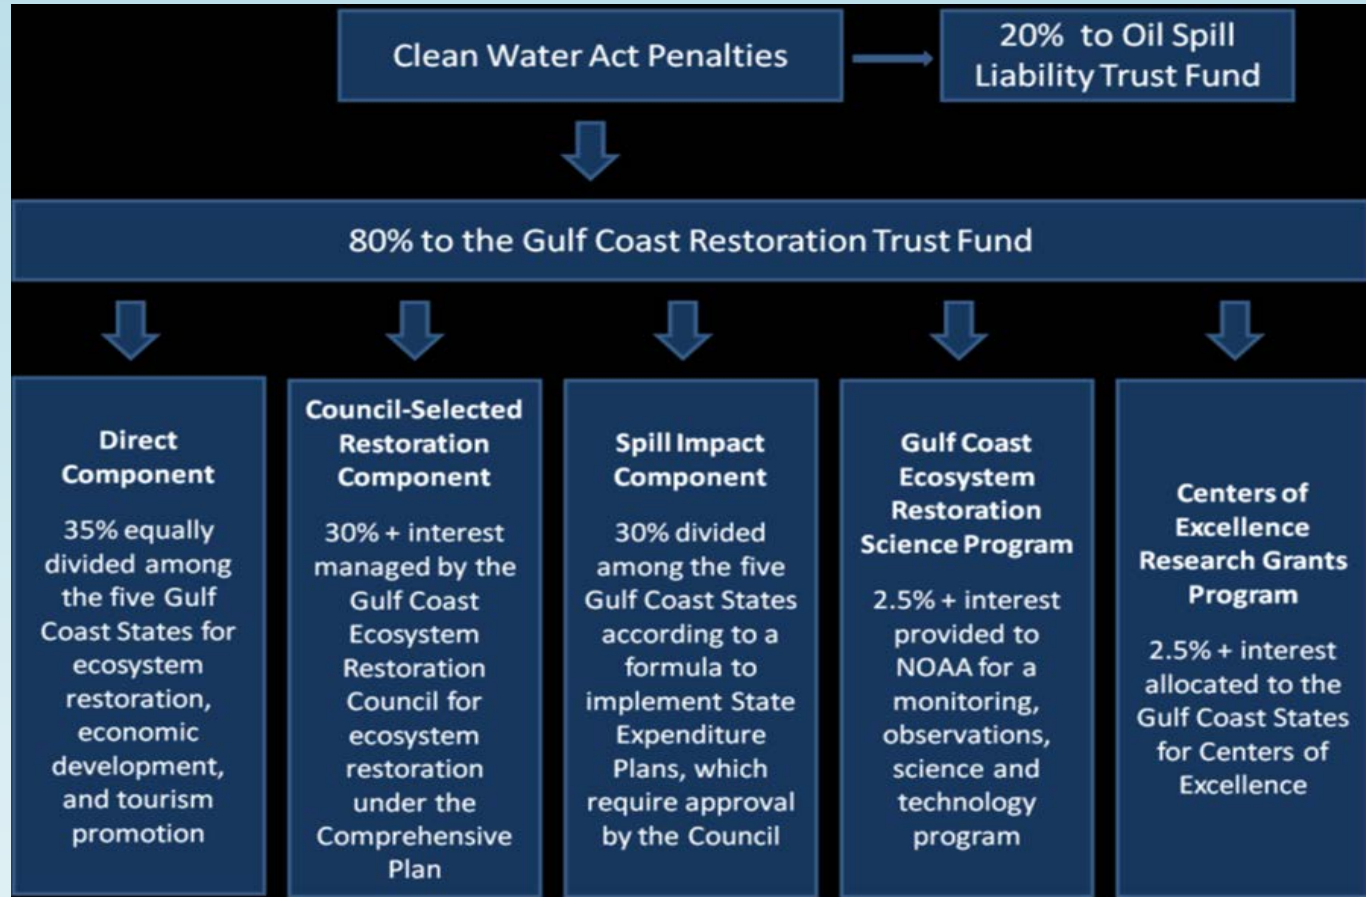 Clean Water Act Penalties
20% to Oil Spill
Liability Trust Fund
80% to the Gulf Coast Restoration Trust Fund
Direct
Component
35% equally
divided among
the five Gulf
Coast States for
ecosystem
restoration,
economic
development,
and tourism
promotion
Council-Selected
Restoration
Component
30% + interest
managed by the
Gulf Coast
Ecosystem
Restoration
Council for
ecosystem
restoration
under the
Comprehensive
Plan
Spill Impact
Component
30% divided
among the five
Gulf Coast States
according to a
formula to
implement State
Expenditure
Plans, which
require approval
by the Council
Gulf Coast
Ecosystem
Restoration
Science Program
2.5% + interest
provided to
NOAA for a
monitoring,
observations,
science and
technology
program
Centers of
Excellence
Research Grants
Program
2.5% + interest
allocated to the
Gulf Coast States
for Centers of
Excellence